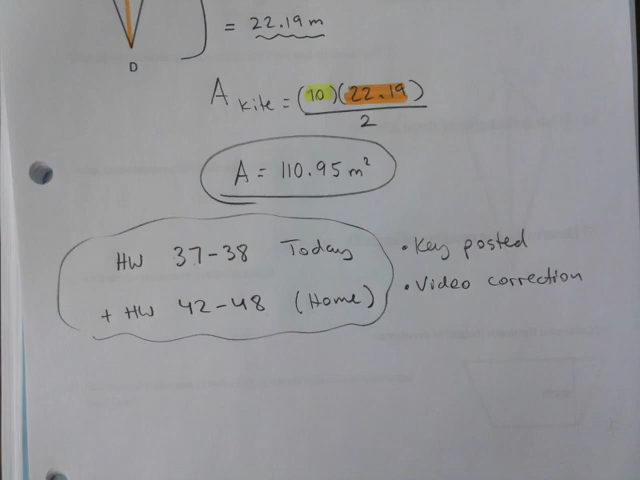 D
= 22.19 m
A kite = (10)(22.19)
2
A = 110.95 m²
HW 37-38 Today
+ HW 42-48 (Home)
• Key posted
• Video correction